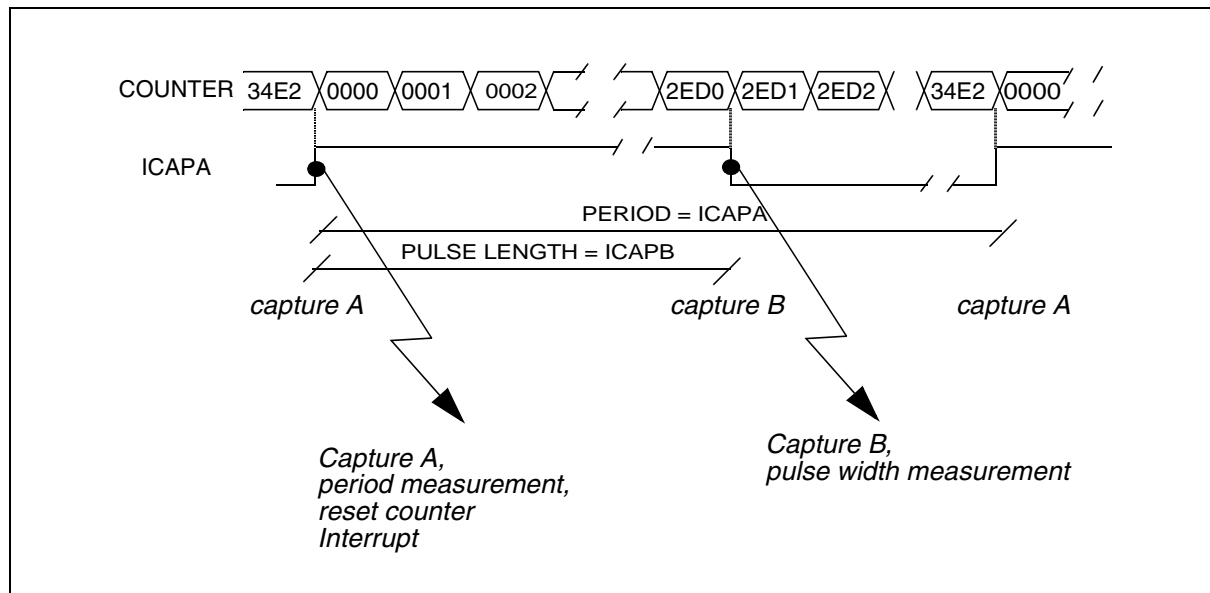 COUNTER 34E2 0000 0001 0002 2ED0 2ED1 2ED2 34E2 0000
ICAPA
PERIOD = ICAPA
PULSE LENGTH = ICAPB
capture A capture B capture A
Capture A,
period measurement,
reset counter
Interrupt
Capture B,
pulse width measurement